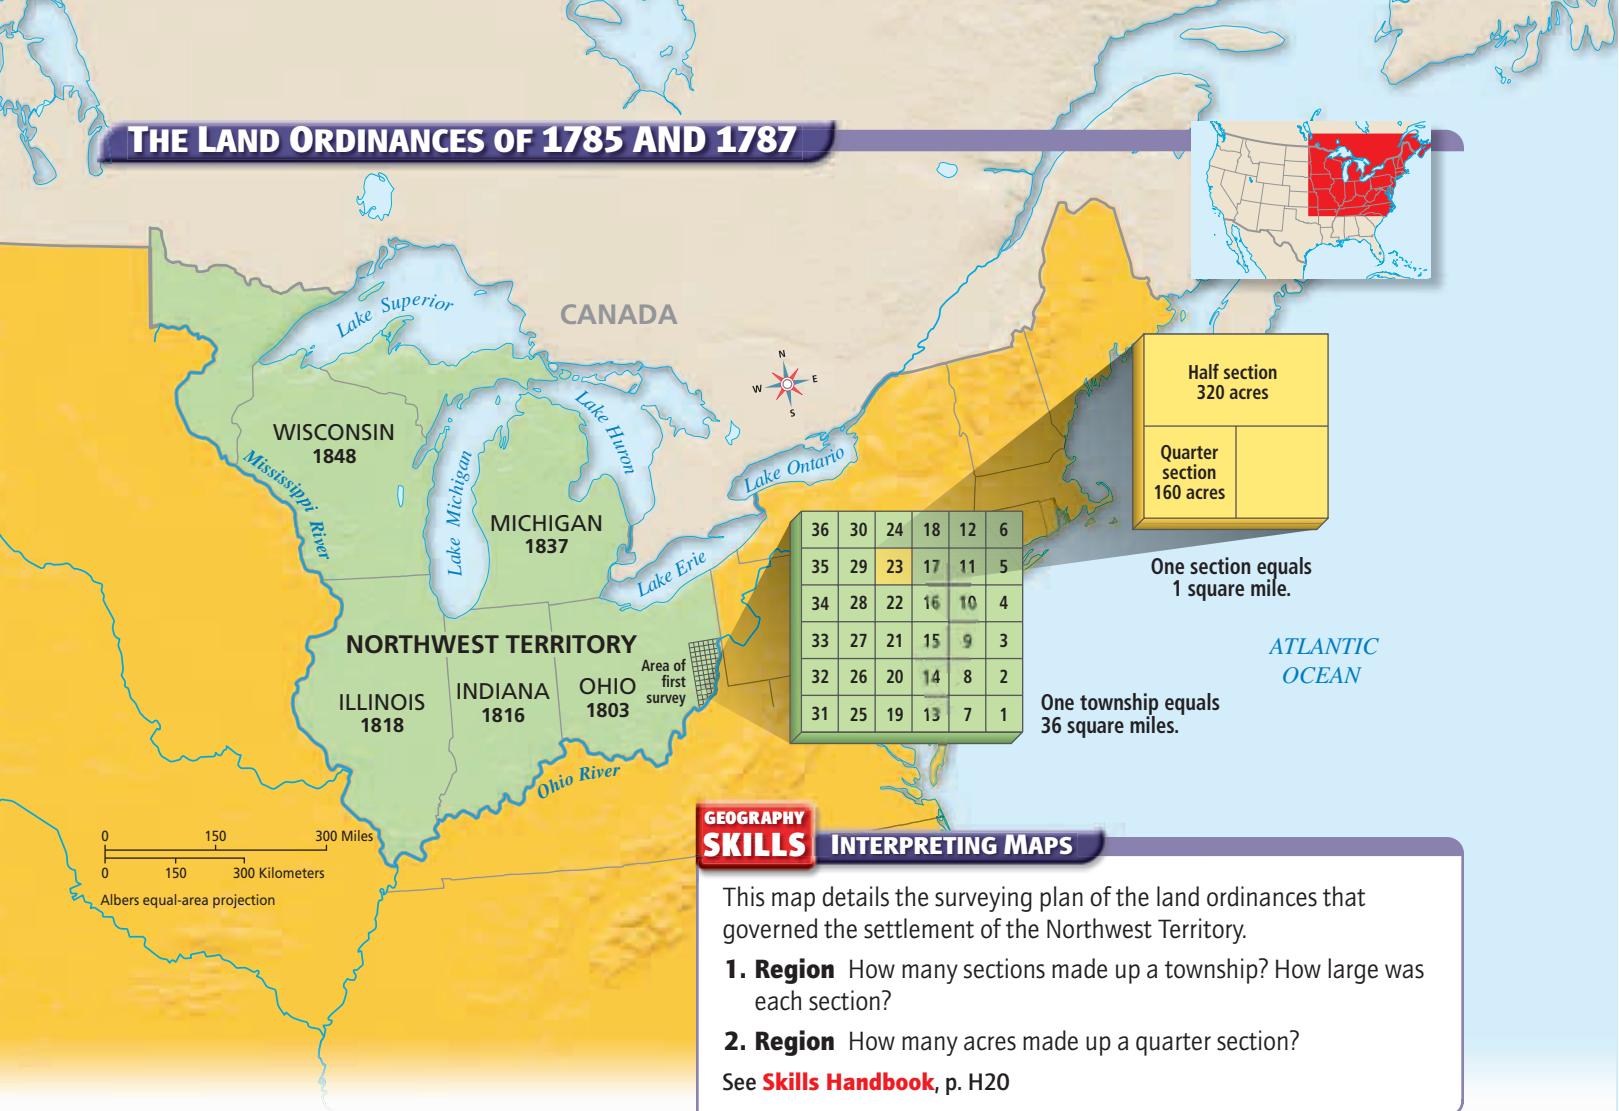 THE LAND ORDINANCES OF 1785 AND 1787
CANADA
Lake Superior
N
W E
S
Lake Huron
WISCONSIN
1848
Mississippi River
Lake Michigan
MICHIGAN
1837
Lake Ontario
Lake Erie
Half section
320 acres
Quarter
section
160 acres
One section equals
1 square mile.
36 30 24 18 12 6
35 29 23 17 11 5
34 28 22 16 10 4
33 27 21 15 9 3
32 26 20 14 8 2
31 25 19 13 7 1
One township equals
36 square miles.
ATLANTIC
OCEAN
NORTHWEST TERRITORY
Area of
first
survey
ILLINOIS
1818
INDIANA
1816
OHIO
1803
Ohio River
0 150 300 Miles
0 150 300 Kilometers
Albers equal-area projection
GEOGRAPHY
SKILLS
INTERPRETING MAPS
This map details the surveying plan of the land ordinances that
governed the settlement of the Northwest Territory.
1. Region How many sections made up a township? How large was
each section?
2. Region How many acres made up a quarter section?
See Skills Handbook, p. H20